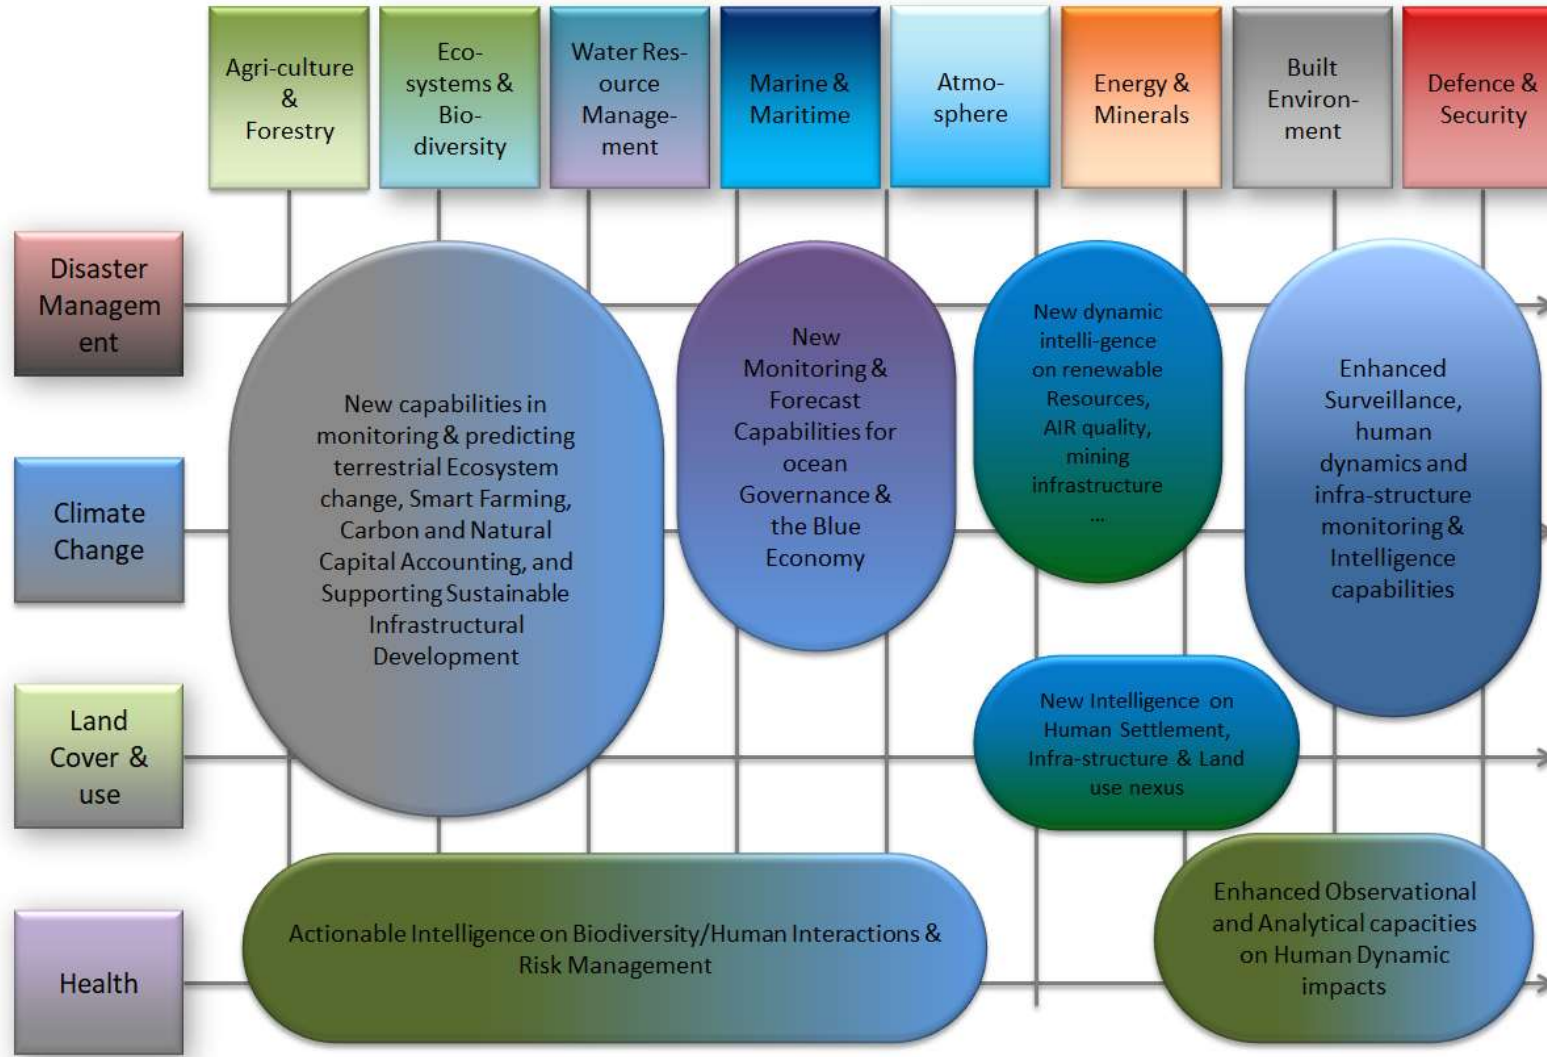 Agri-culture
&
Forestry
Eco-
systems &
Bio-
diversity
Water Res-
ource
Manage-
ment
Marine &
Maritime
Atmo-
sphere
Energy &
Minerals
Built
Environ-
ment
Defence &
Security
Disaster
Managem
ent
New capabilities in
monitoring & predicting
terrestrial Ecosystem
change, Smart Farming,
Carbon and Natural
Capital Accounting, and
Supporting Sustainable
Infrastructural
Development
New
Monitoring &
Forecast
Capabilities for
ocean
Governance &
the Blue
Economy
New dynamic
intelli-gence
on renewable
Resources,
AIR quality,
mining
infrastructure
...
Enhanced
Surveillance,
human
dynamics and
infra-structure
monitoring &
Intelligence
capabilities
Climate
Change
Land
Cover &
use
New Intelligence on
Human Settlement,
Infra-structure & Land
use nexus
Health
Actionable Intelligence on Biodiversity/Human Interactions &
Risk Management
Enhanced Observational
and Analytical capacities
on Human Dynamic
impacts